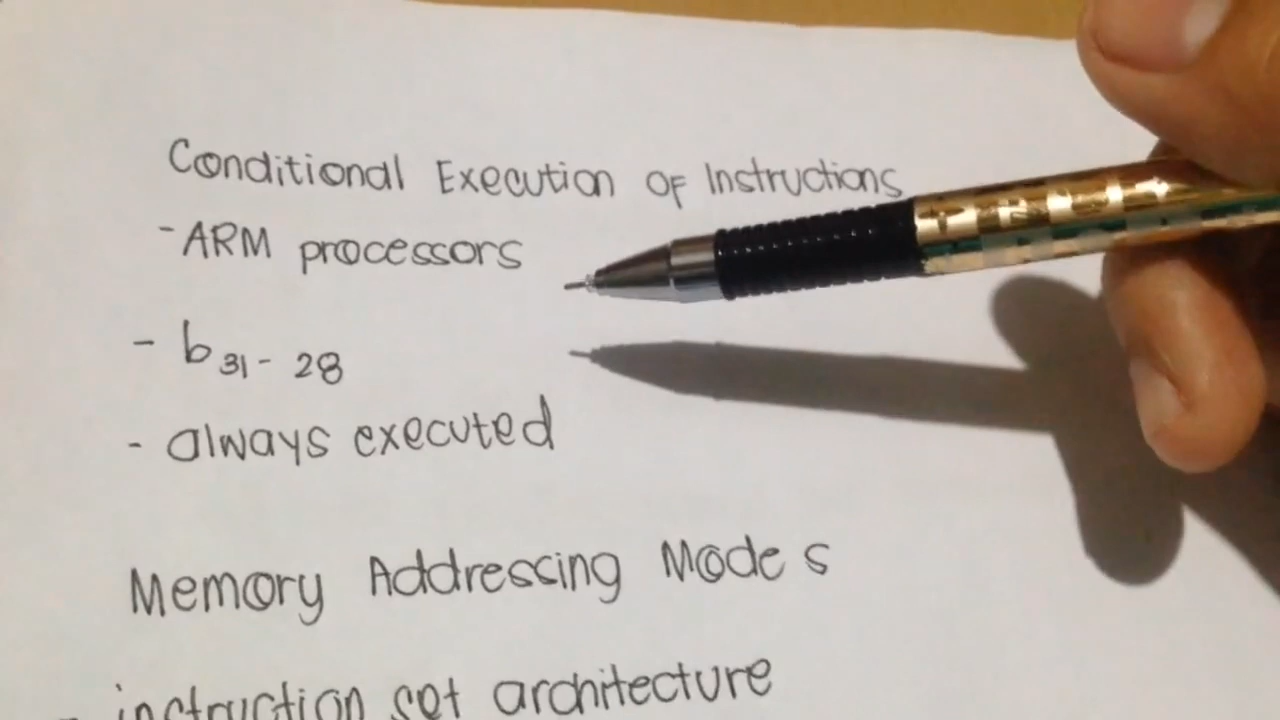 Conditional Execution OF Instructions
- ARM processors
- b31-28
- always executed
Memory Addressing Modes
- instruction set architecture